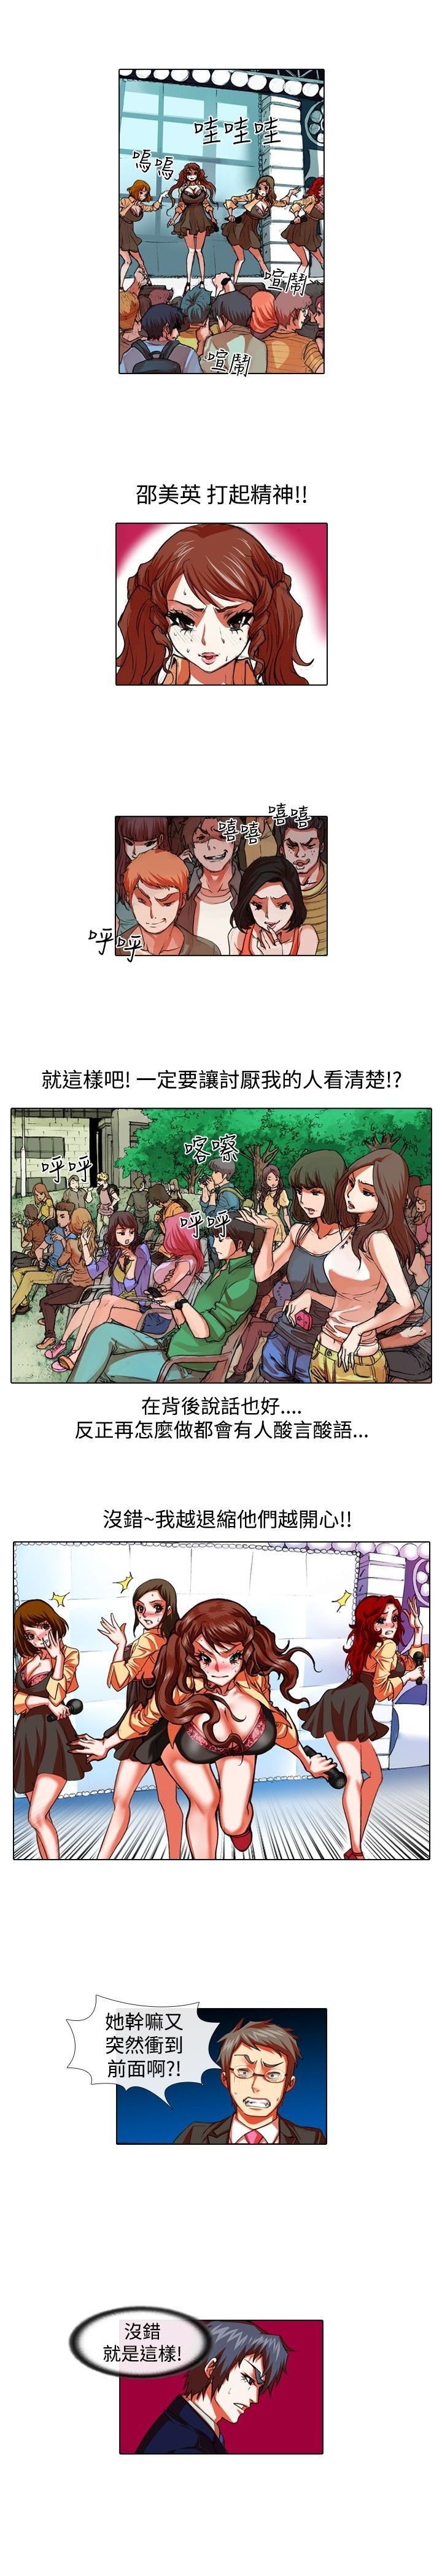 哇哇哇
嗚嗚
喧鬧
喧鬧
邵美英 打起精神!!
嘻嘻
嘻嘻
呼呼
就這樣吧! 一定要讓討厭我的人看清楚!?
喀嚓
呼呼
呼呼
在背後說話也好....
反正再怎麼做都會有人酸言酸語...
沒錯~我越退縮他們越開心!!
她幹嘛又
突然衝到
前面啊?!
沒錯
就是這樣!